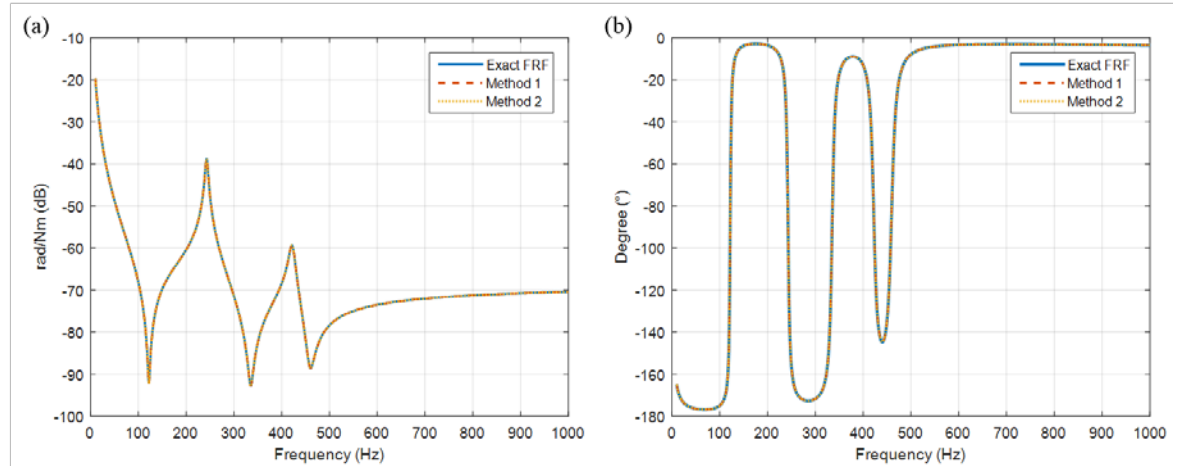 (a)
-10
-20
-30
-40
-50
-60
-70
-80
-90
-100
rad/Nm (dB)
0 100 200 300 400 500 600 700 800 900 1000
Frequency (Hz)
Exact FRF
Method 1
Method 2
(b)
0
-20
-40
-60
-80
-100
-120
-140
-160
-180
Degree (°)
0 100 200 300 400 500 600 700 800 900 1000
Frequency (Hz)
Exact FRF
Method 1
Method 2